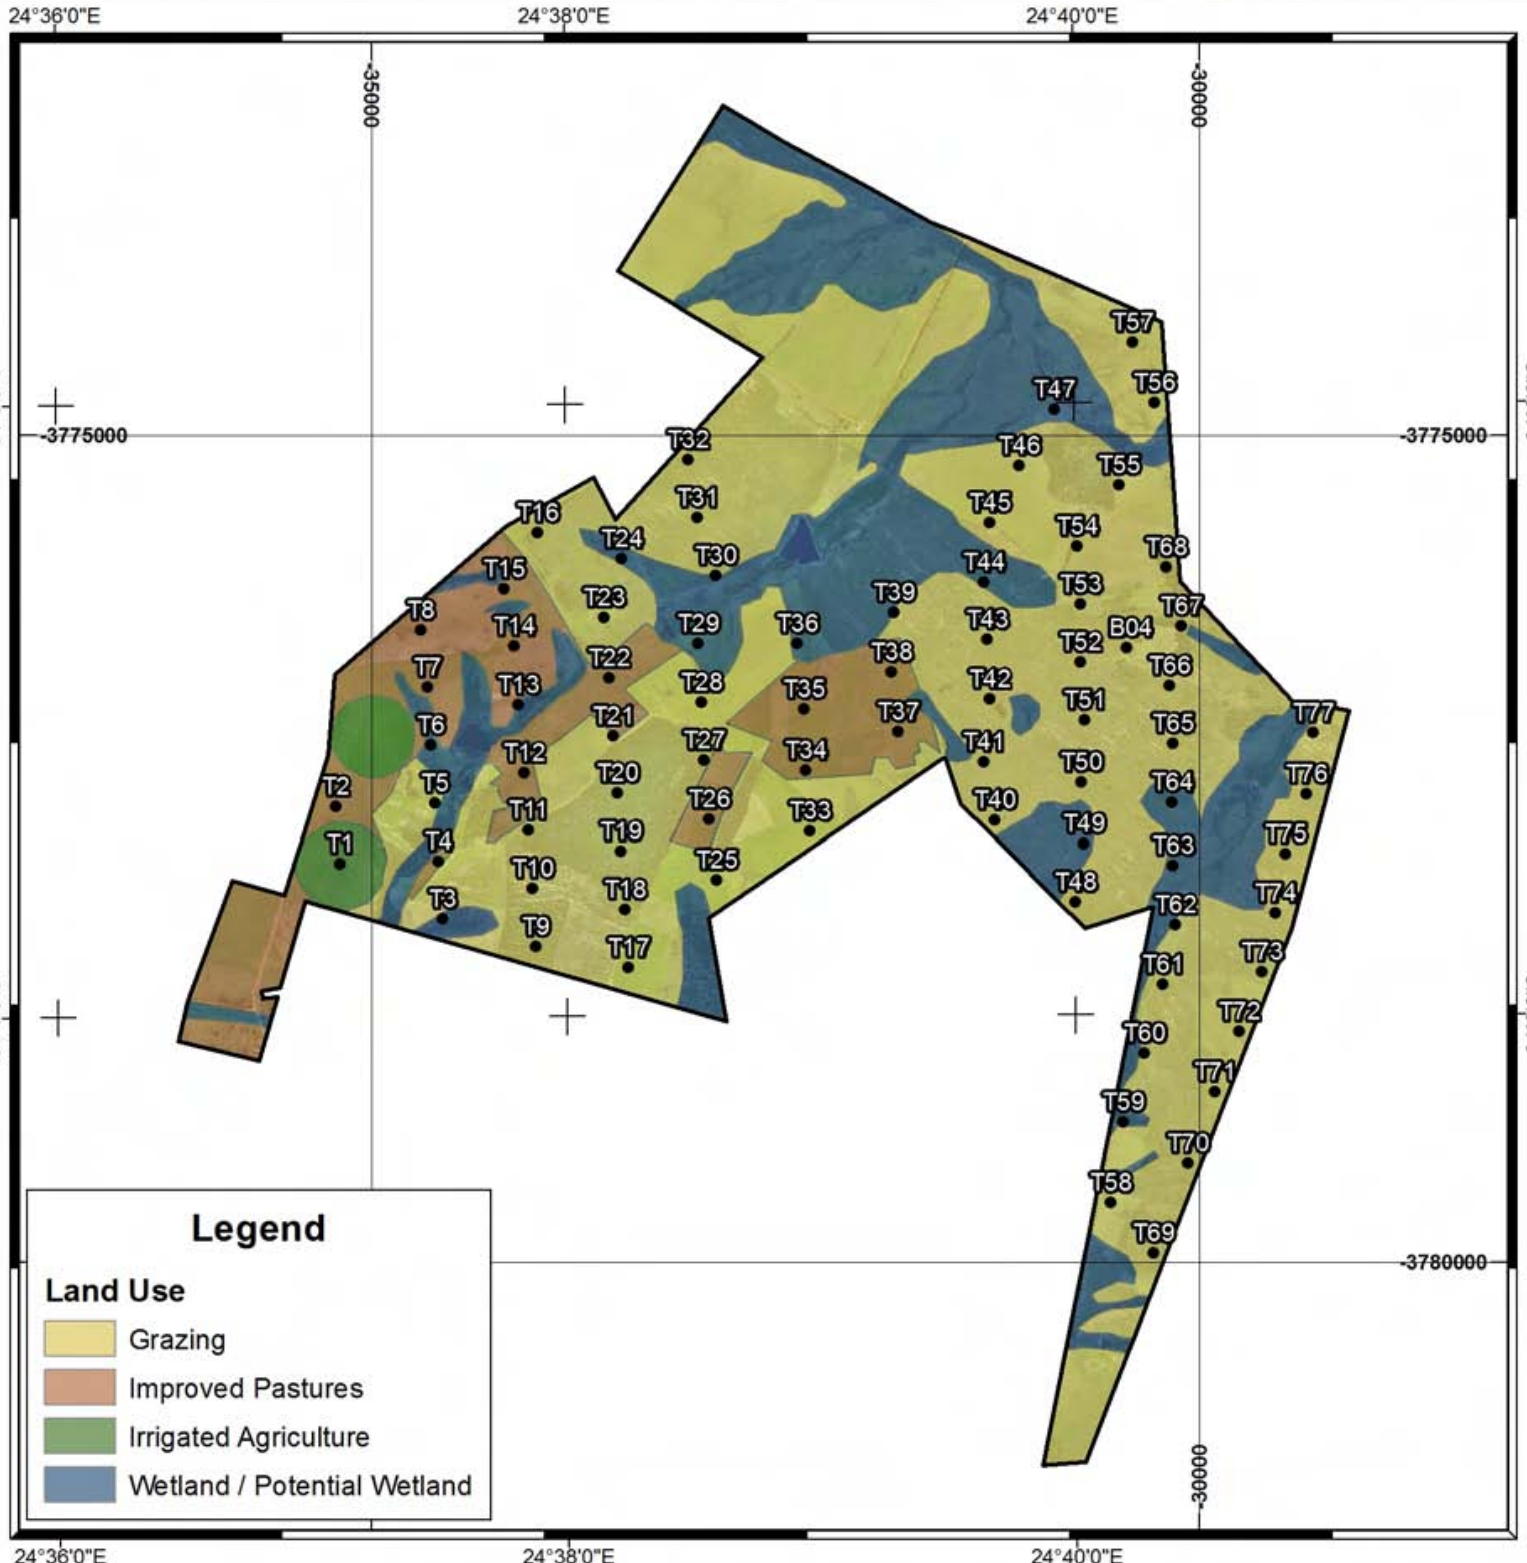 24°36'0"E 24°38'0"E 24°40'0"E
-35000 -30000
T57
T56
T47
-3775000 -3775000
T32 T46
T55
T31 T45
T16
T24 T54
T68
T30 T44
T15
T23 T39 T53
T67
T8 T14 T29 T36 T43 B04
T52
T22 T38 T66
T7
T13 T28 T35 T42
T51
T21 T37 T77
T6 T65
T27 T41
T12 T34
T20 T50 T76
T5 T64
T2
T26 T40
T11 T33
T49 T75
T19
T1 T4 T63
T25
T10
T48
T18 T74
T3 T62
T9
T17 T73
T61
T72
T60
T71
T59
T70
T58
T69
-3780000
Legend
Land Use
Grazing
Improved Pastures
Irrigated Agriculture
Wetland / Potential Wetland
-30000
24°36'0"E 24°38'0"E 24°40'0"E